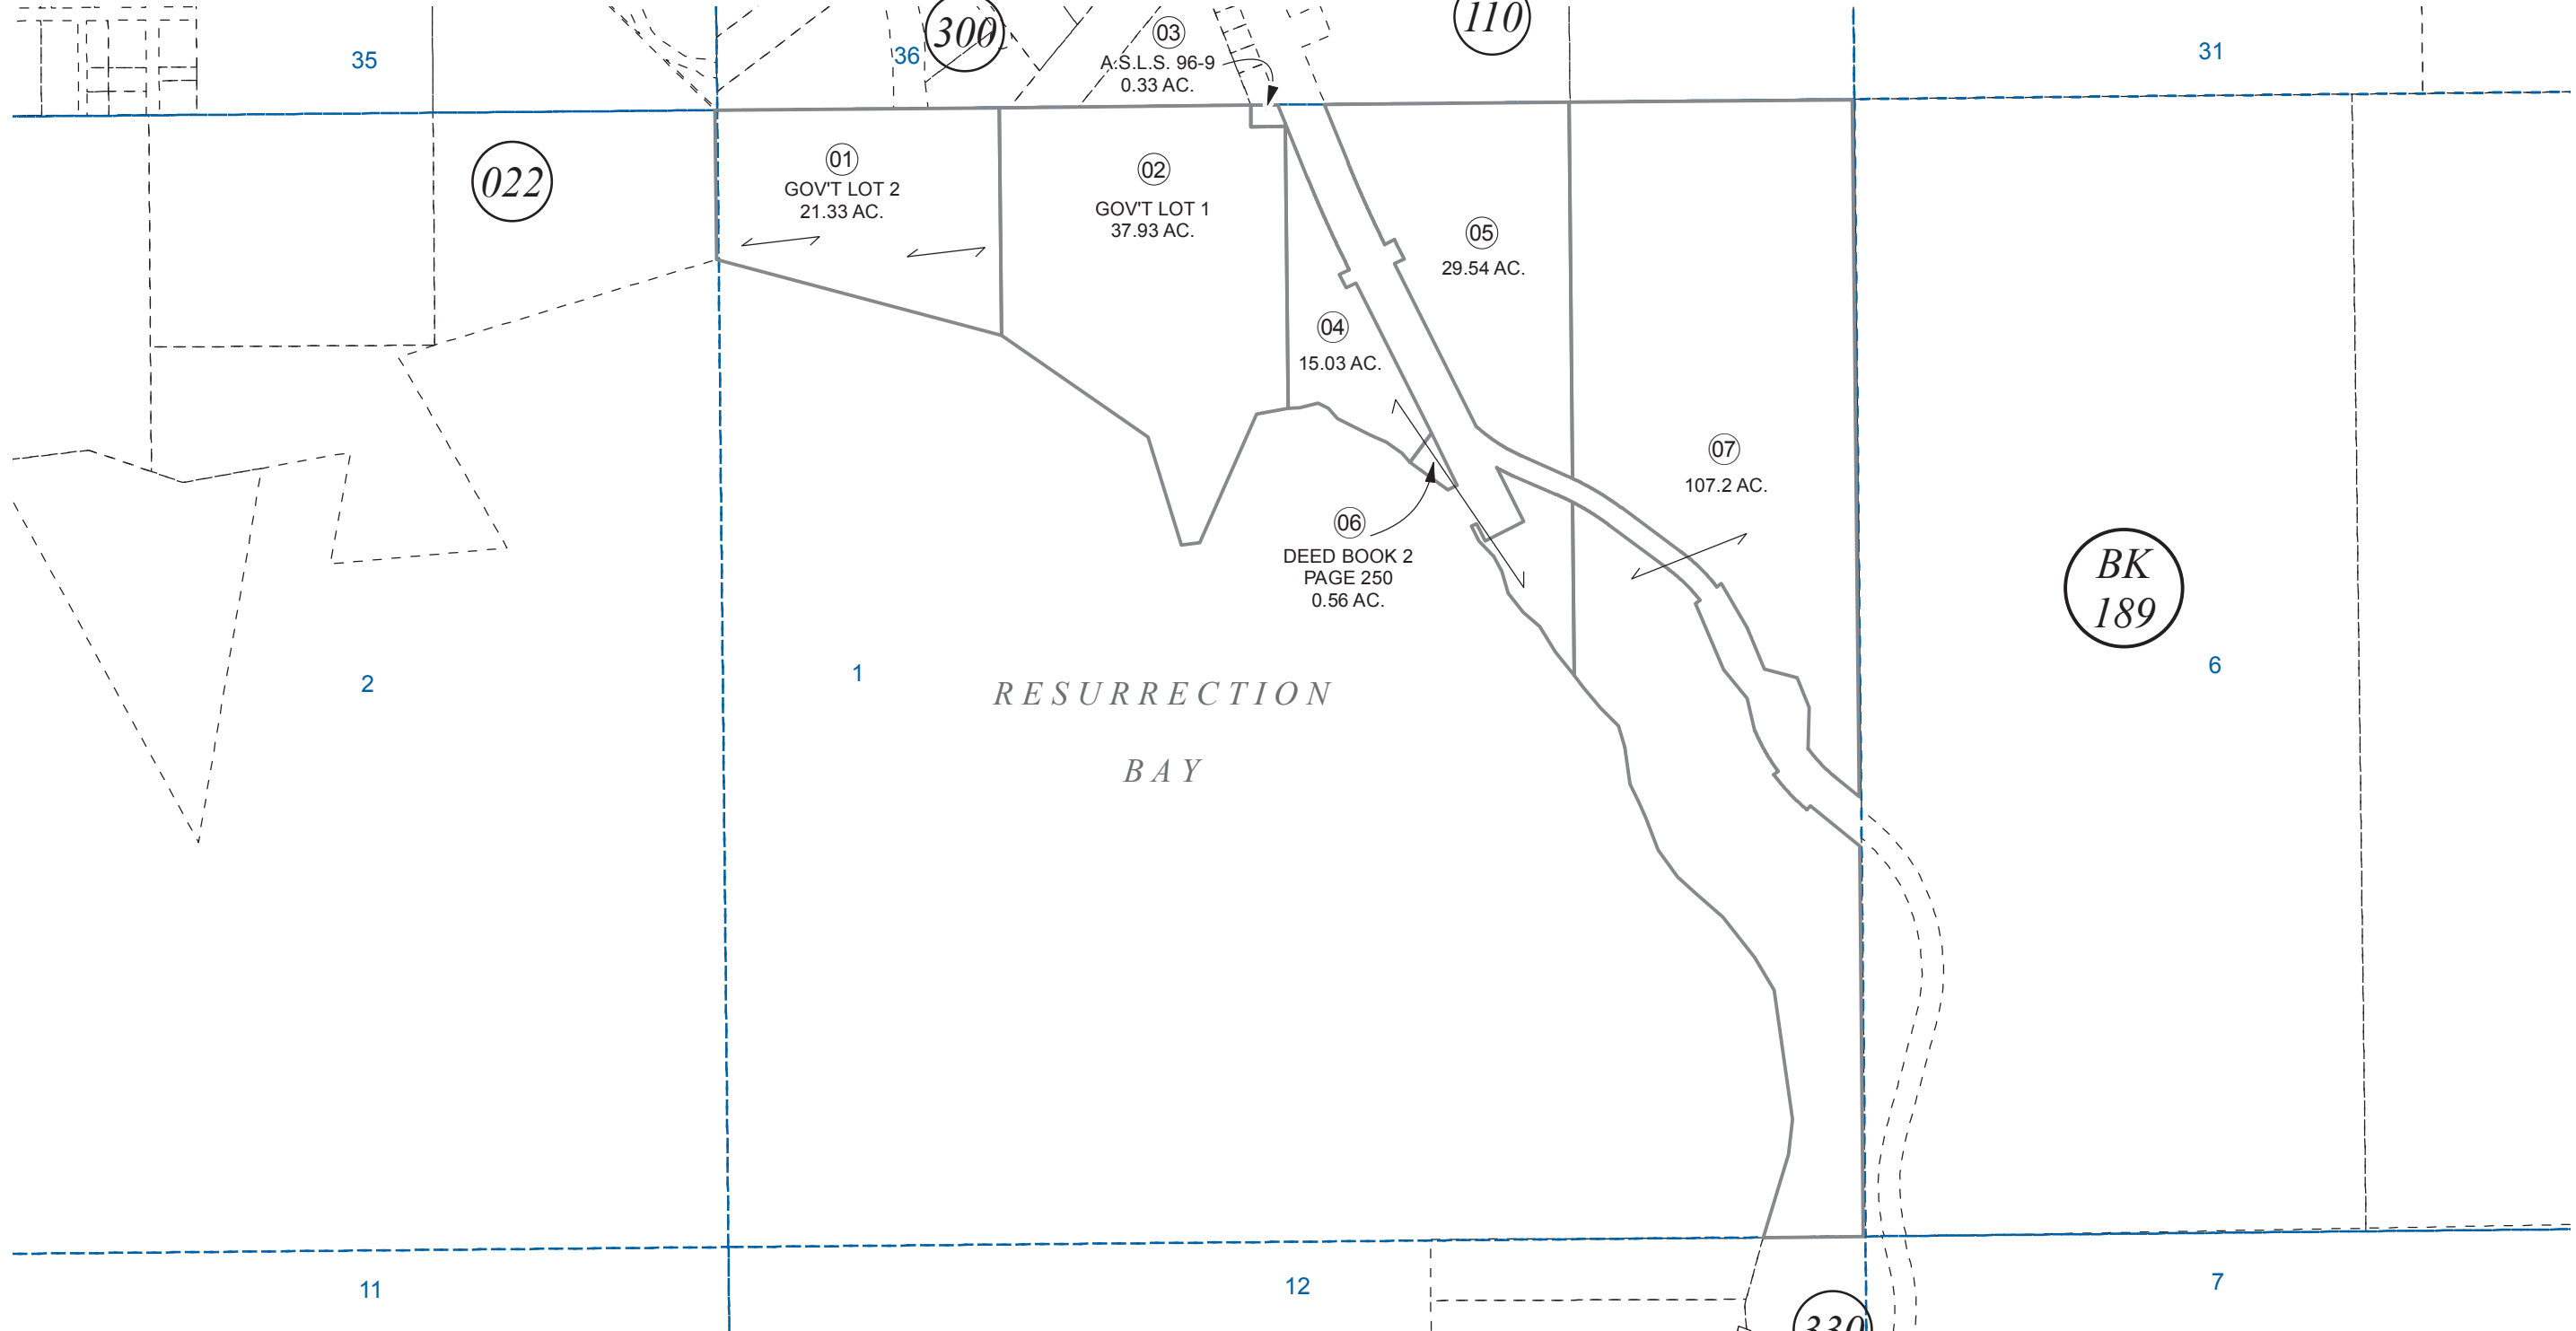 35
36
300
03
A.S.L.S. 96-9
0.33 AC.
110
31
022
01
GOV'T LOT 2
21.33 AC.
02
GOV'T LOT 1
37.93 AC.
05
29.54 AC.
04
15.03 AC.
07
107.2 AC.
06
DEED BOOK 2
PAGE 250
0.56 AC.
BK
189
2
1
6
RESURRECTION
BAY
11
12
7
330